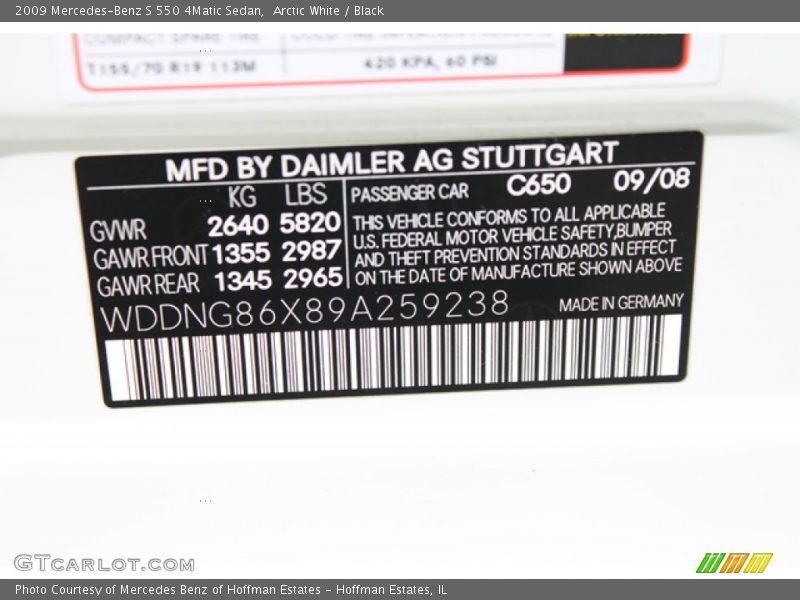 2009 Mercedes-Benz S 550 4Matic Sedan, Arctic White / Black
COMPACT SPARE TIRE COLD TIRE INFLATION PRESSURE
T155/70 R19 113M 420 KPA, 60 PSI
MFD BY DAIMLER AG STUTTGART
KG LBS PASSENGER CAR C650 09/08
GVWR 2640 5820
GAWR FRONT 1355 2987
GAWR REAR 1345 2965
THIS VEHICLE CONFORMS TO ALL APPLICABLE
U.S. FEDERAL MOTOR VEHICLE SAFETY,BUMPER
AND THEFT PREVENTION STANDARDS IN EFFECT
ON THE DATE OF MANUFACTURE SHOWN ABOVE
WDDNG86X89A259238 MADE IN GERMANY
GTCARLOT.COM
Photo Courtesy of Mercedes Benz of Hoffman Estates - Hoffman Estates, IL